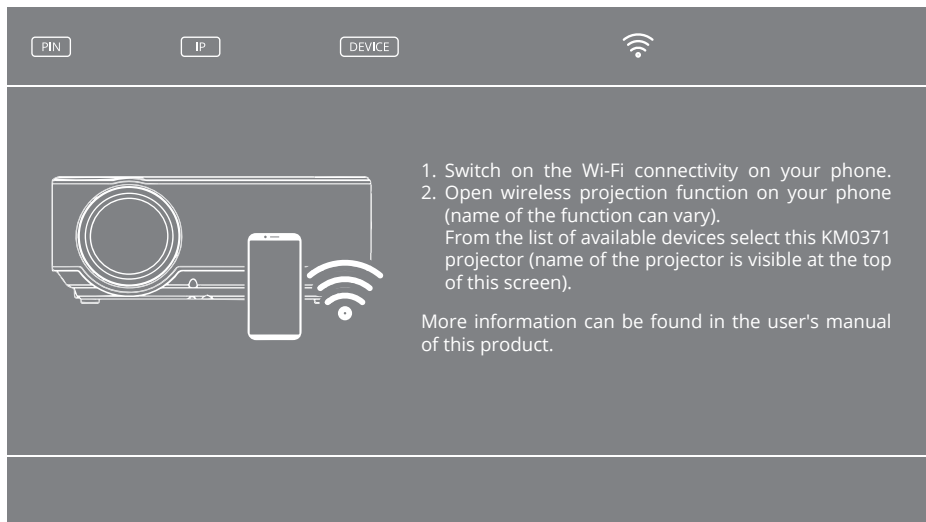 PIN
IP
DEVICE
1. Switch on the Wi-Fi connectivity on your phone.
2. Open wireless projection function on your phone
(name of the function can vary).
From the list of available devices select this KM0371
projector (name of the projector is visible at the top
of this screen).
More information can be found in the user's manual
of this product.